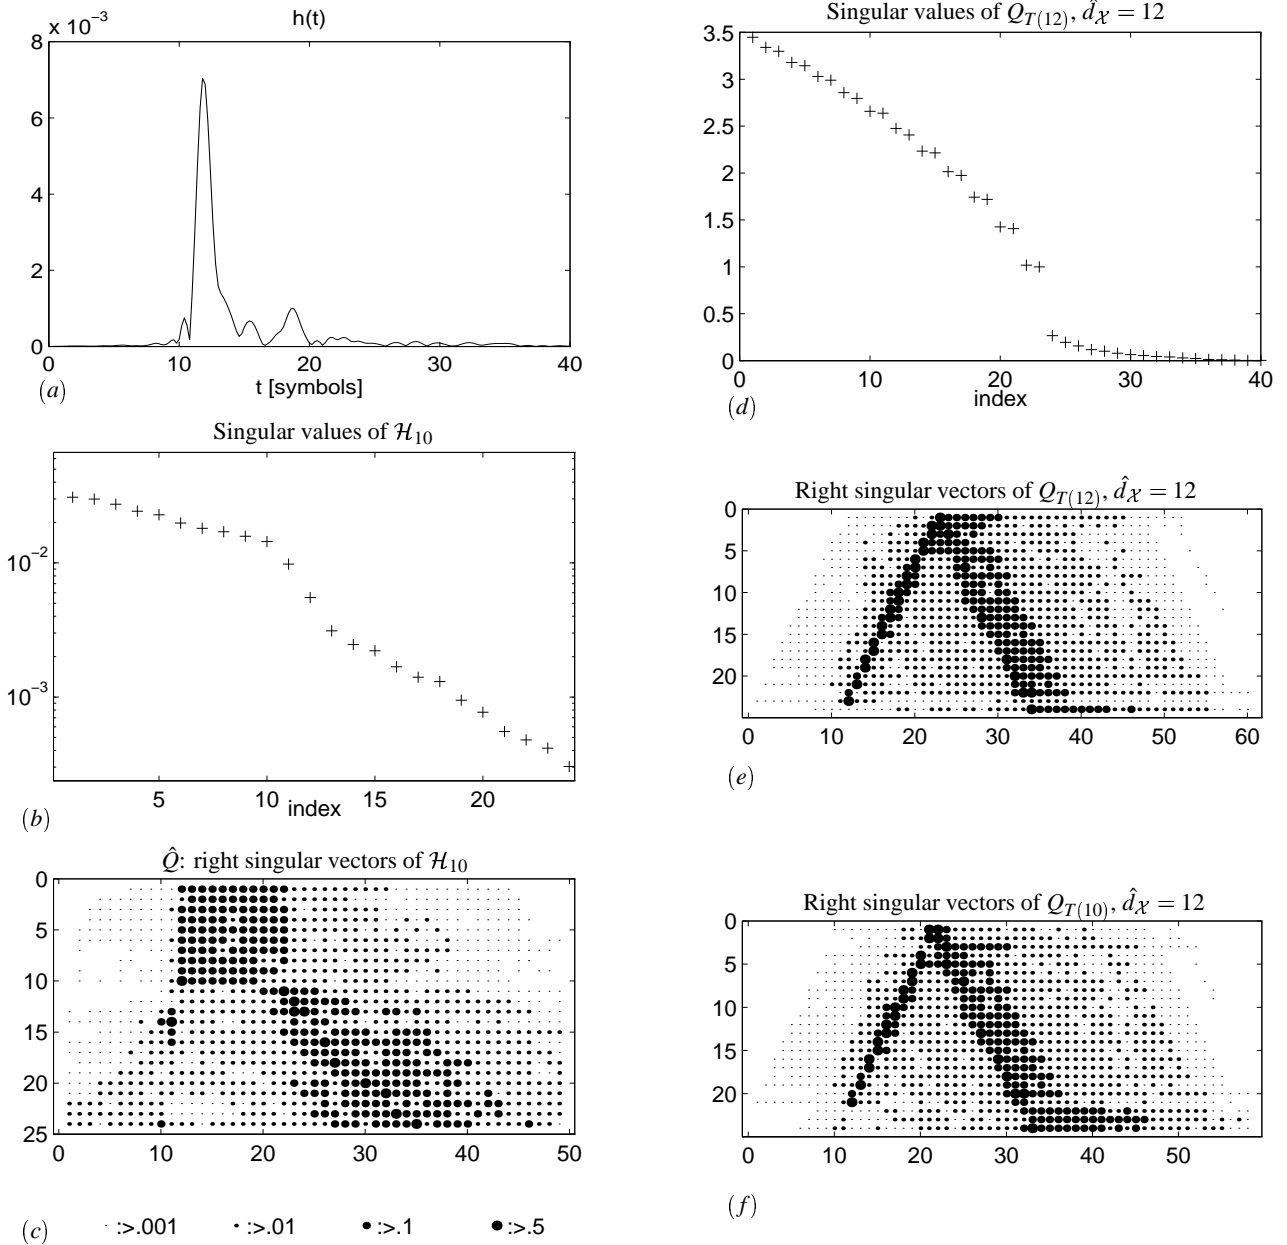 h(t)
x 10⁻³
8
6
4
2
0
0 10 20 30 40
t [symbols]
(a)
Singular values of ℋ₁₀
10⁻²
10⁻³
5 10 15 20
index
(b)
Q̂: right singular vectors of ℋ₁₀
0
5
10
15
20
25
0 10 20 30 40 50
(c) :>.001 :>.01 :>.1 :>.5
Singular values of Q_T(12), d̂_𝒳 = 12
3.5
3
2.5
2
1.5
1
0.5
0
0 10 20 30 40
index
(d)
Right singular vectors of Q_T(12), d̂_𝒳 = 12
0
5
10
15
20
0 10 20 30 40 50 60
(e)
Right singular vectors of Q_T(10), d̂_𝒳 = 12
0
5
10
15
20
0 10 20 30 40 50
(f)